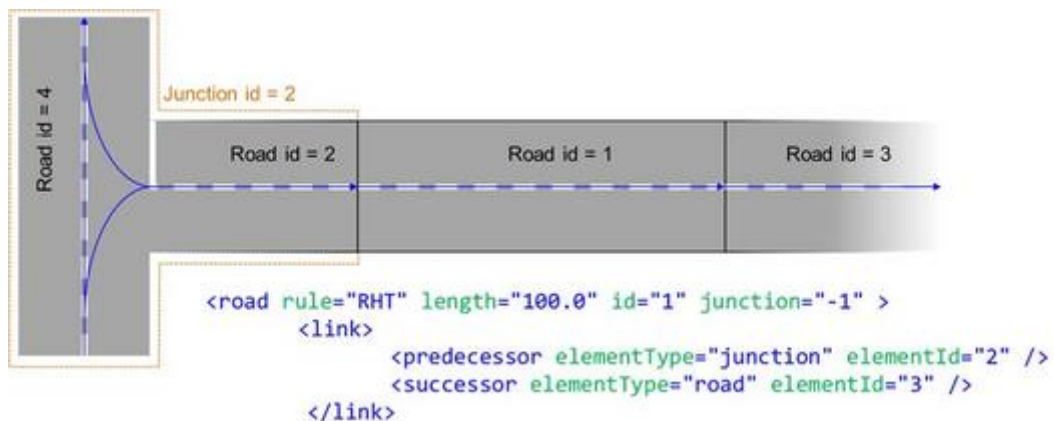 Road id = 4
Junction id = 2
Road id = 2
Road id = 1
Road id = 3
<road rule="RHT" length="100.0" id="1" junction="-1" >
<link>
<predecessor elementType="junction" elementId="2" />
<successor elementType="road" elementId="3" />
</link>